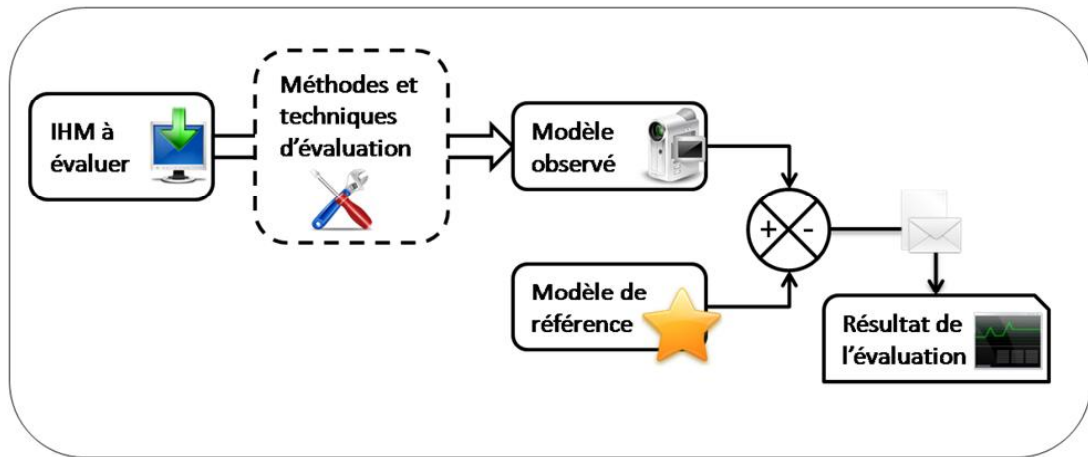 IHM à
évaluer
Méthodes et
techniques
d'évaluation
Modèle
observé
+ -
Modèle de
référence
Résultat de
l'évaluation